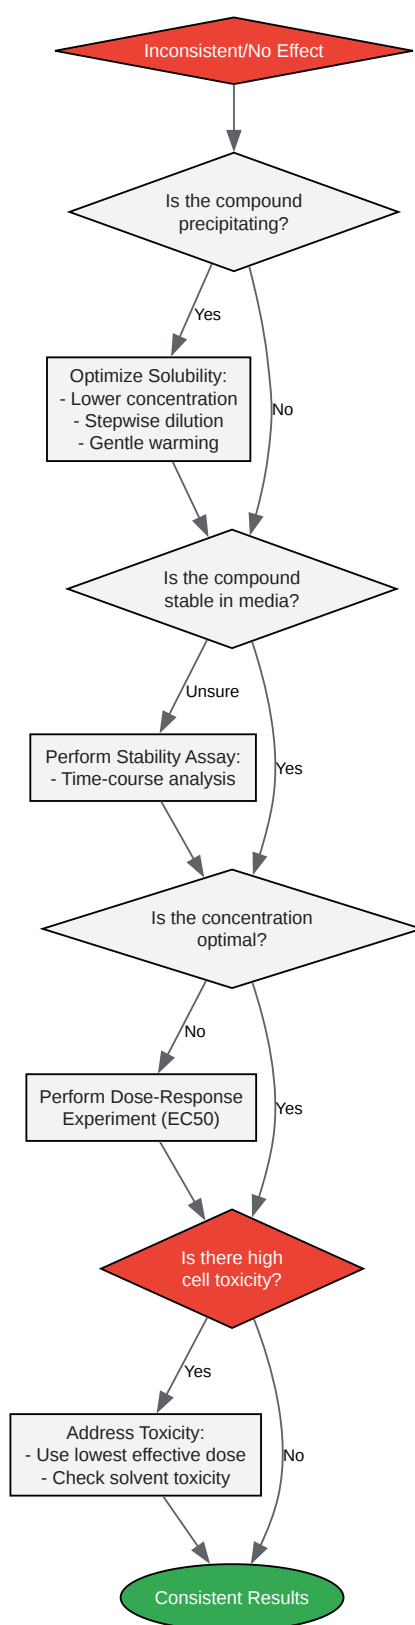 Inconsistent/No Effect
Is the compound
precipitating?
Yes
Optimize Solubility:
- Lower concentration
- Stepwise dilution
- Gentle warming
No
Is the compound
stable in media?
Unsure
Perform Stability Assay:
- Time-course analysis
Yes
Is the concentration
optimal?
No
Perform Dose-Response
Experiment (EC50)
Yes
Is there high
cell toxicity?
Yes
Address Toxicity:
- Use lowest effective dose
- Check solvent toxicity
No
Consistent Results